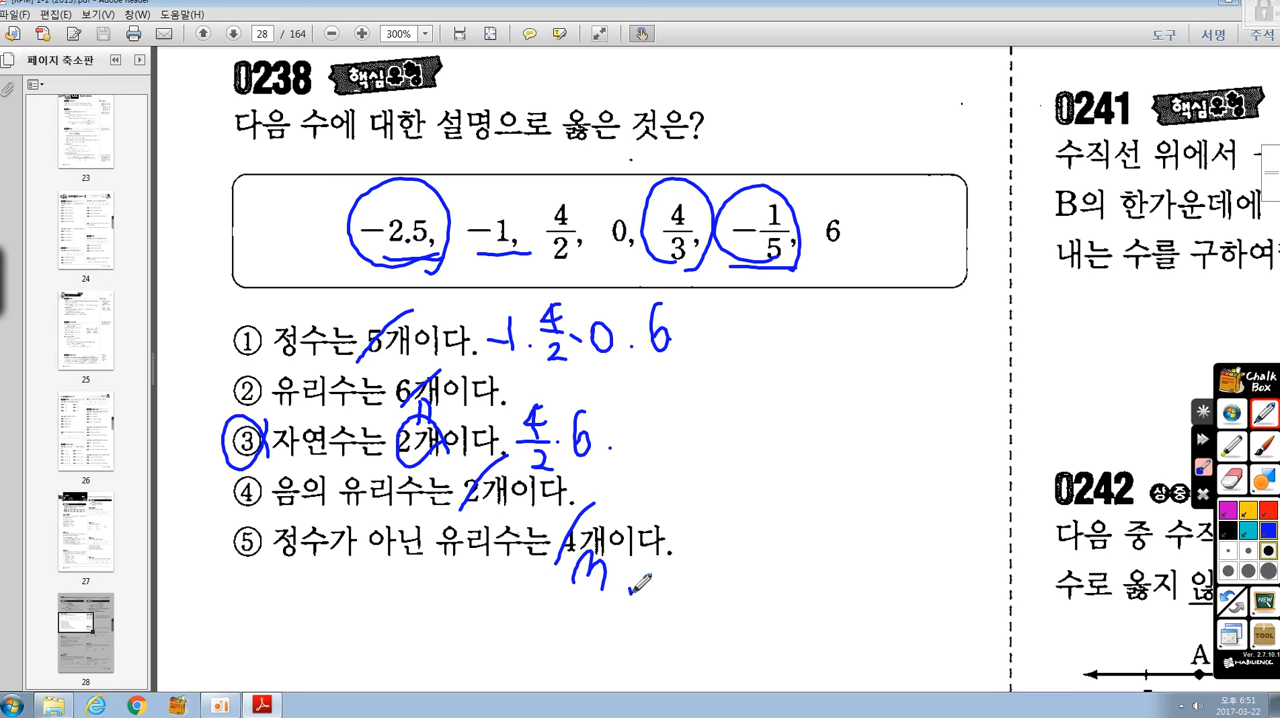 파일(F) 편집(E) 보기(V) 창(W) 도움말(H)
28 / 164 300% 도구 서명 주석
페이지 축소판
23
24
25
26
27
28
0238 핵심유형
다음 수에 대한 설명으로 옳은 것은?
-2.5, -1, 4/2, 0, 4/3, -1/5, 6
① 정수는 5개이다. -1. 4/2. 0. 6
② 유리수는 6개이다.
③ 자연수는 2개이다. 4/2. 6.
④ 음의 유리수는 2개이다.
⑤ 정수가 아닌 유리수는 4개이다.
0241 핵심유형
수직선 위에서
B의 한가운데에
내는 수를 구하여
0242 상중
다음 중 수직
수로 옳지 않
A
Chalk Box
NEW
TOOL
Ver. 2.7.10.1
HABILIENCE
오후 6:51
2017-03-22